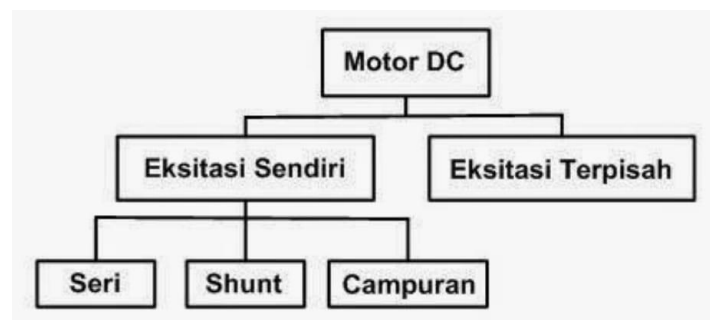 Motor DC
Eksitasi Sendiri
Eksitasi Terpisah
Seri
Shunt
Campuran